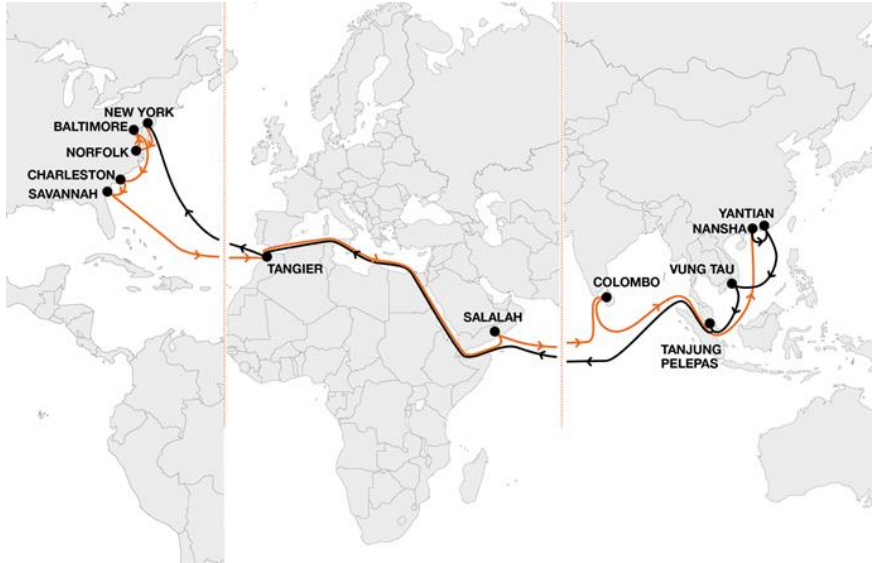 NEW YORK
BALTIMORE
NORFOLK
CHARLESTON
SAVANNAH
TANGIER
SALALAH
COLOMBO
YANTIAN
NANSHA
VUNG TAU
TANJUNG
PELEPAS